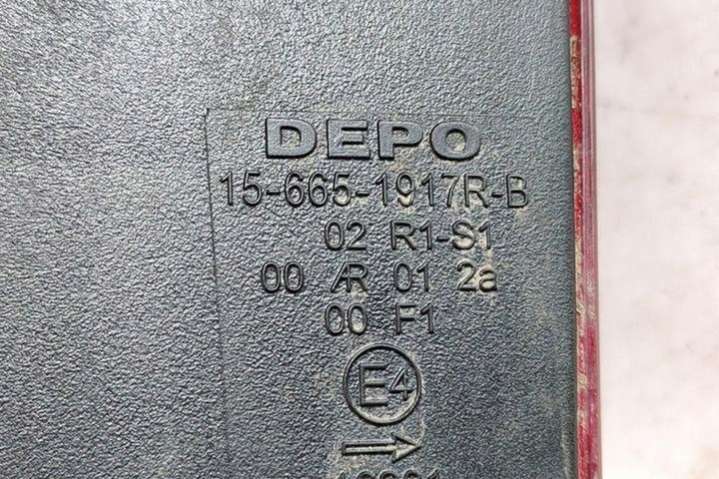 DEPO
15-665-1917R-B
02 R1-S1
00 AR 01 2a
00 F1
E4
→